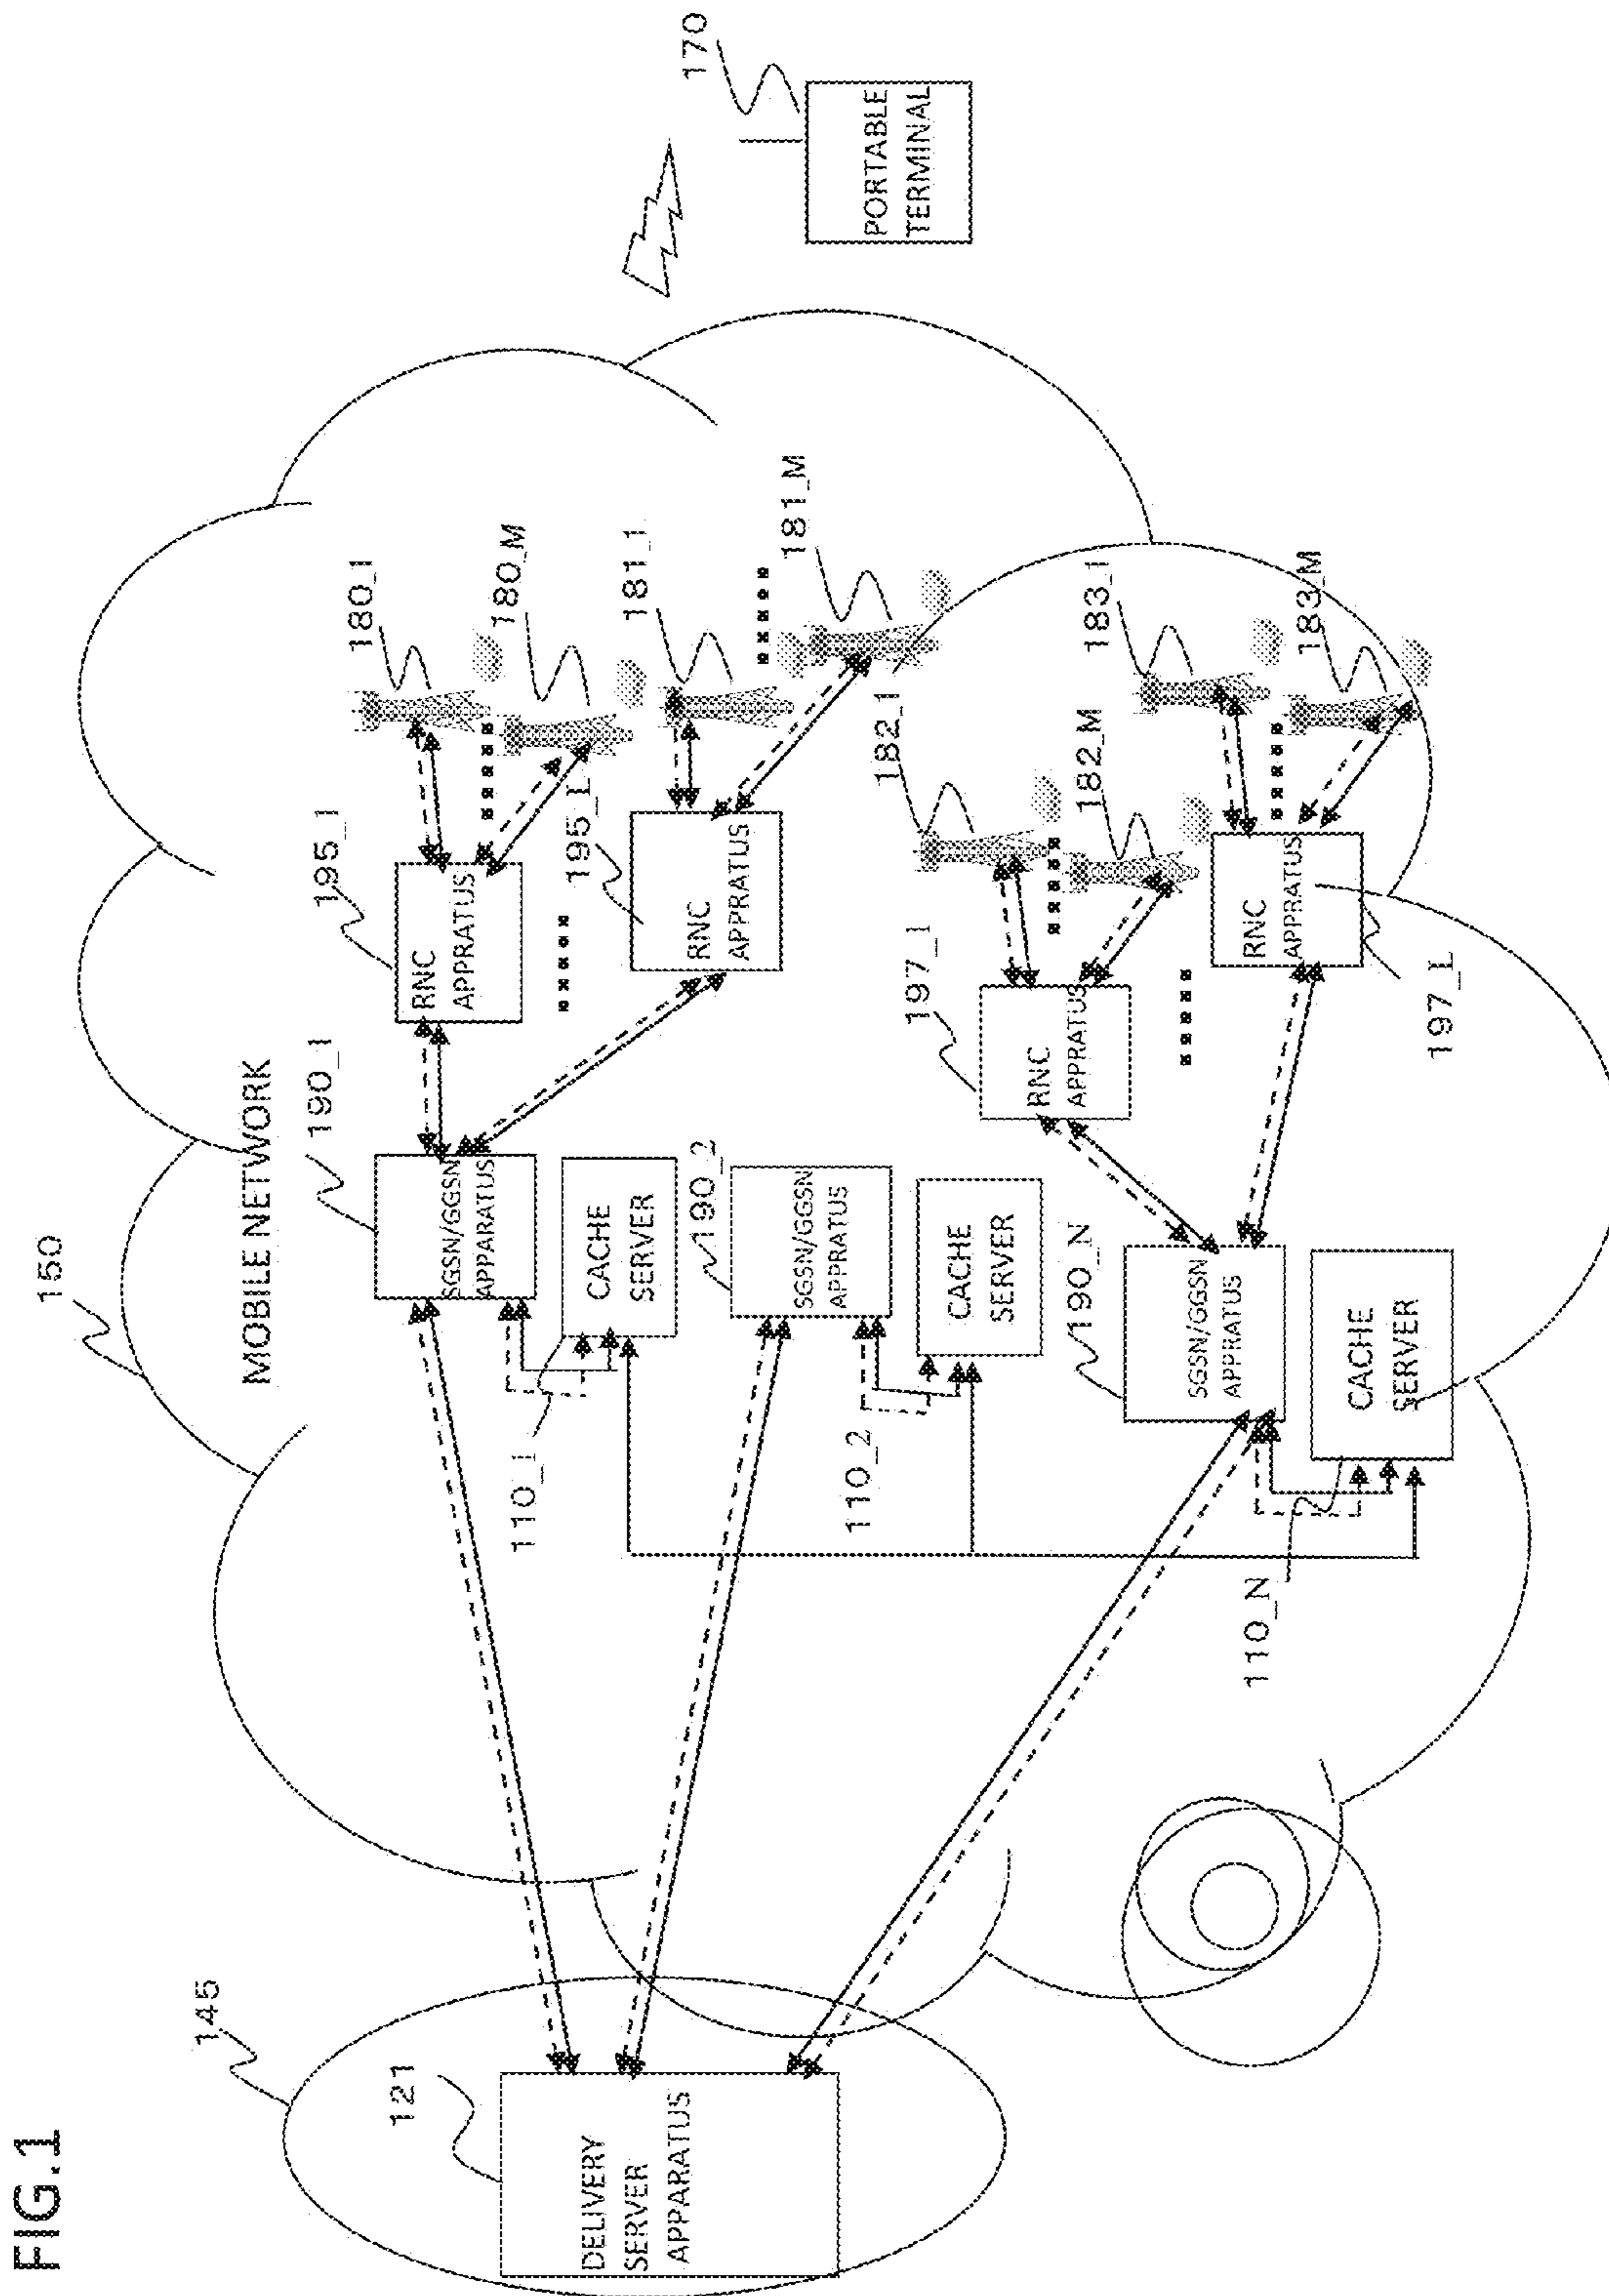 FIG.1
145
121
DELIVERY
SERVER
APPARATUS
150
MOBILE NETWORK
190_1
SGSN/GGSN
APPARATUS
110_1
CACHE
SERVER
190_2
SGSN/GGSN
APPRATUS
110_2
CACHE
SERVER
190_N
SGSN/GGSN
APPRATUS
110_N
CACHE
SERVER
195_1
RNC
APPRATUS
195_L
RNC
APPRATUS
197_1
RNC
APPRATUS
197_L
RNC
APPRATUS
180_1
180_M
181_1
181_M
182_1
182_M
183_1
183_M
170
PORTABLE
TERMINAL